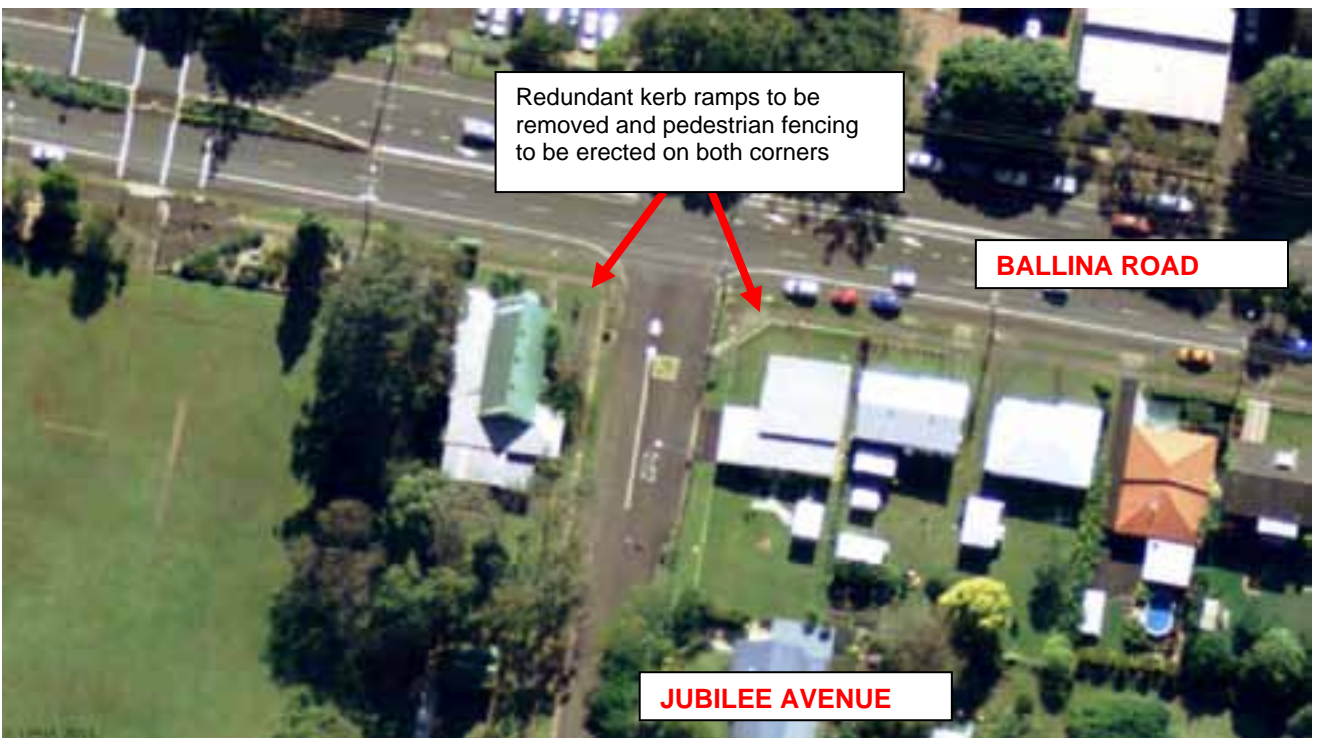 Redundant kerb ramps to be
removed and pedestrian fencing
to be erected on both corners
BALLINA ROAD
JUBILEE AVENUE